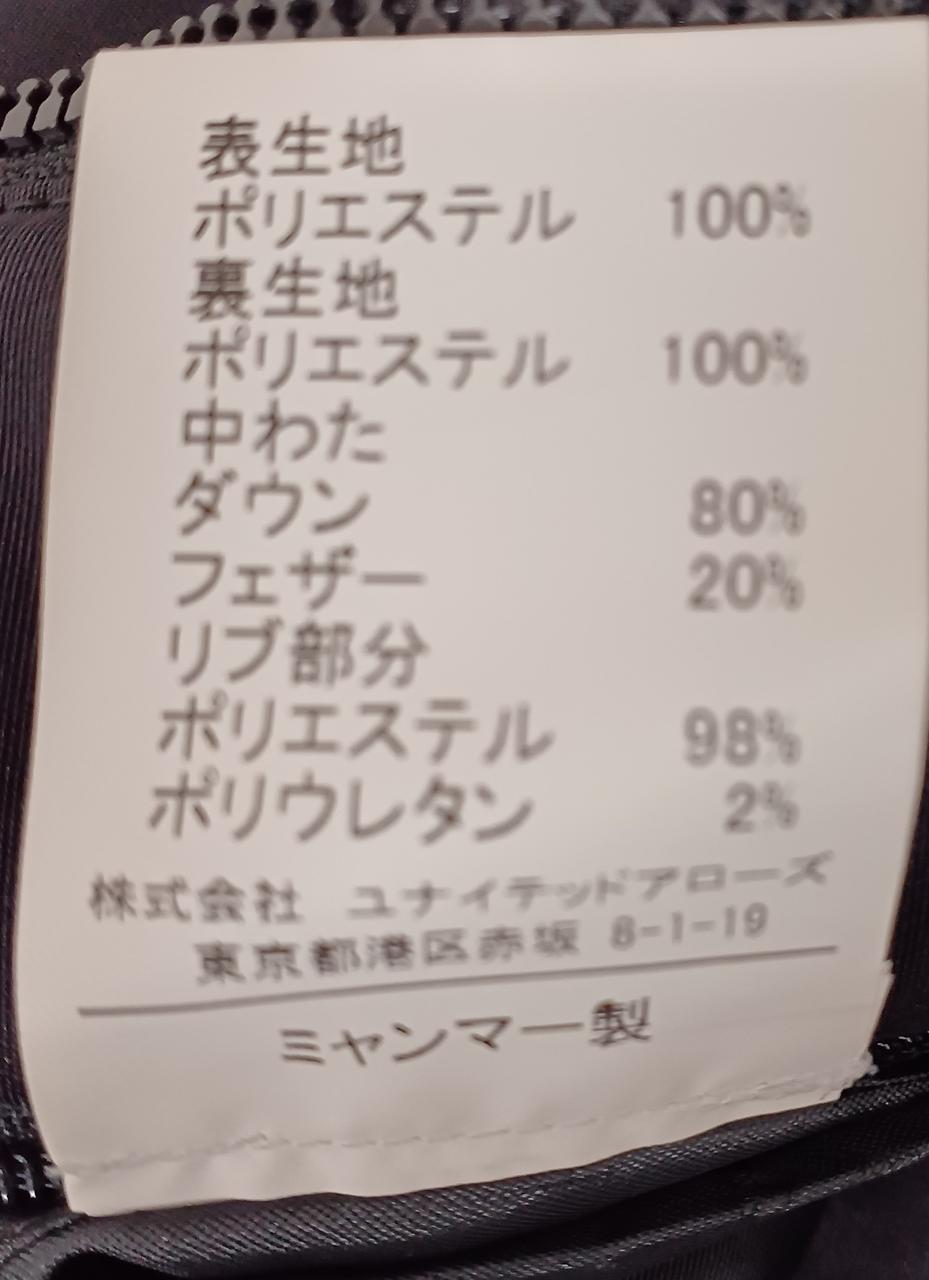 表生地
ポリエステル 100%
裏生地
ポリエステル 100%
中わた
ダウン 80%
フェザー 20%
リブ部分
ポリエステル 98%
ポリウレタン 2%
株式会社 ユナイテッドアローズ
東京都港区赤坂 8-1-19
ミャンマー製